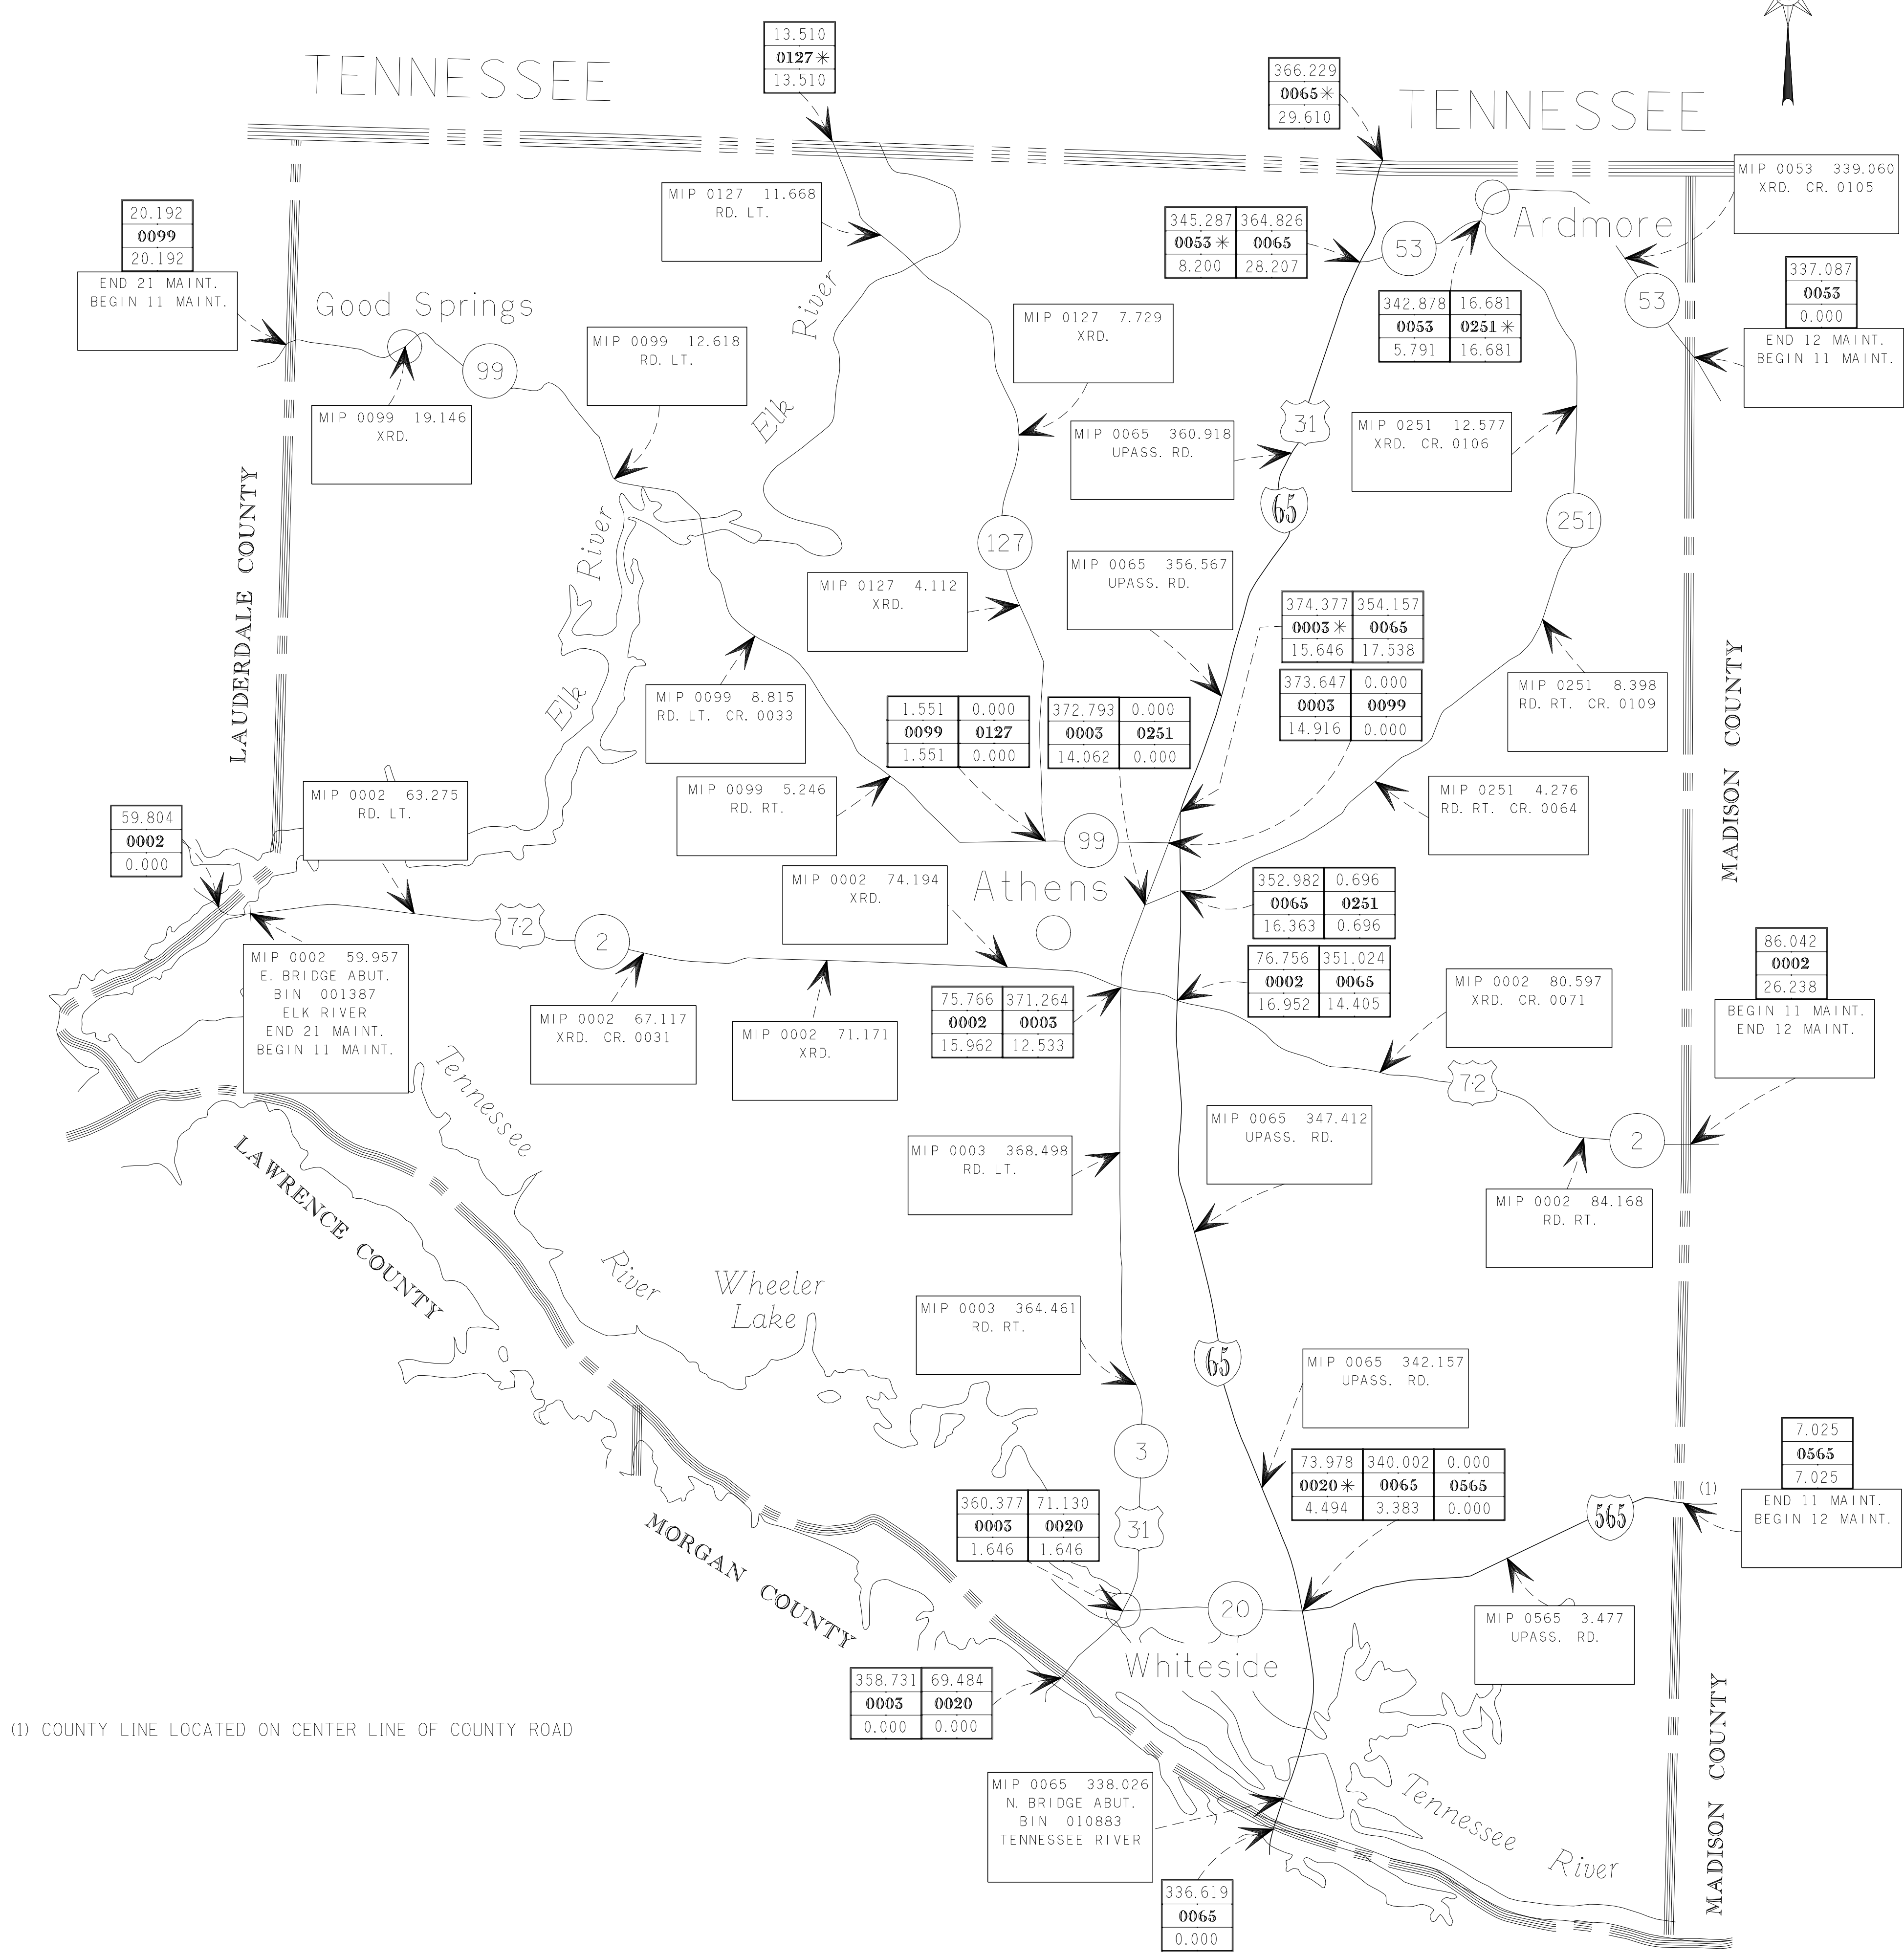 13.510
0127*
13.510
366.229
0065*
29.610
TENNESSEE
TENNESSEE
MIP 0053 339.060
XRD. CR. 0105
MIP 0127 11.668
RD. LT.
20.192
0099
20.192
END 21 MAINT.
BEGIN 11 MAINT.
345.287 364.826
0053* 0065
8.200 28.207
53
Ardmore
337.087
0053
0.000
END 12 MAINT.
BEGIN 11 MAINT.
53
342.878 16.681
0053 0251*
5.791 16.681
Good Springs
99
River
Elk
MIP 0099 12.618
RD. LT.
MIP 0127 7.729
XRD.
MIP 0099 19.146
XRD.
31
MIP 0065 360.918
UPASS. RD.
MIP 0251 12.577
XRD. CR. 0106
65
251
127
LAUDERDALE COUNTY
River
Elk
MIP 0127 4.112
XRD.
MIP 0065 356.567
UPASS. RD.
374.377 354.157
0003* 0065
15.646 17.538
373.647 0.000
0003 0099
14.916 0.000
MADISON COUNTY
MIP 0099 8.815
RD. LT. CR. 0033
MIP 0251 8.398
RD. RT. CR. 0109
1.551 0.000
0099 0127
1.551 0.000
372.793 0.000
0003 0251
14.062 0.000
MIP 0002 63.275
RD. LT.
MIP 0099 5.246
RD. RT.
MIP 0251 4.276
RD. RT. CR. 0064
59.804
0002
0.000
99
Athens
MIP 0002 74.194
XRD.
352.982 0.696
0065 0251
16.363 0.696
72
2
76.756 351.024
0002 0065
16.952 14.405
86.042
0002
26.238
BEGIN 11 MAINT.
END 12 MAINT.
MIP 0002 59.957
E. BRIDGE ABUT.
BIN 001387
ELK RIVER
END 21 MAINT.
BEGIN 11 MAINT.
MIP 0002 67.117
XRD. CR. 0031
MIP 0002 71.171
XRD.
75.766 371.264
0002 0003
15.962 12.533
MIP 0002 80.597
XRD. CR. 0071
72
2
Tennessee
River
LAWRENCE COUNTY
MIP 0003 368.498
RD. LT.
MIP 0065 347.412
UPASS. RD.
MIP 0002 84.168
RD. RT.
Wheeler
Lake
MIP 0003 364.461
RD. RT.
65
MIP 0065 342.157
UPASS. RD.
3
31
73.978 340.002 0.000
0020* 0065 0565
4.494 3.383 0.000
565
7.025
0565
7.025
(1)
END 11 MAINT.
BEGIN 12 MAINT.
360.377 71.130
0003 0020
1.646 1.646
MORGAN COUNTY
20
MIP 0565 3.477
UPASS. RD.
Whiteside
358.731 69.484
0003 0020
0.000 0.000
(1) COUNTY LINE LOCATED ON CENTER LINE OF COUNTY ROAD
MIP 0065 338.026
N. BRIDGE ABUT.
BIN 010883
TENNESSEE RIVER
Tennessee
River
MADISON COUNTY
336.619
0065
0.000